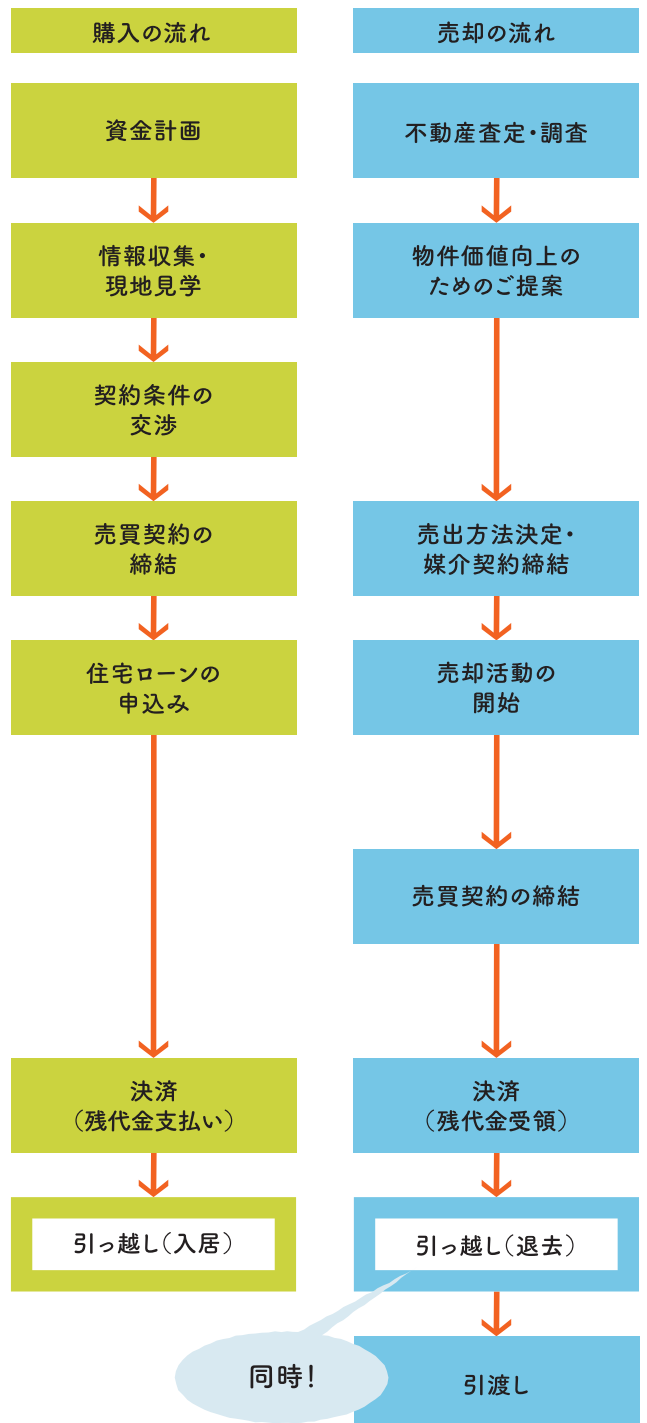 購入の流れ
資金計画
情報収集・
現地見学
契約条件の
交渉
売買契約の
締結
住宅ローンの
申込み
決済
（残代金支払い）
引っ越し（入居）
売却の流れ
不動産査定・調査
物件価値向上の
ためのご提案
売出方法決定・
媒介契約締結
売却活動の
開始
売買契約の締結
決済
（残代金受領）
引っ越し（退去）
同時！
引渡し